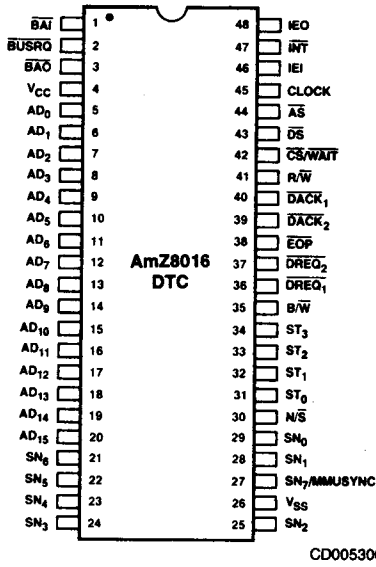 BAI 1 48 IEO
BUSRQ 2 47 INT
BAO 3 46 IEI
VCC 4 45 CLOCK
AD0 5 44 AS
AD1 6 43 DS
AD2 7 42 CS/WAIT
AD3 8 41 R/W
AD4 9 40 DACK1
AD5 10 39 DACK2
AD6 11 38 EOP
AD7 12 AmZ8016 37 DREQ2
AD8 13 DTC 36 DREQ1
AD9 14 35 B/W
AD10 15 34 ST3
AD11 16 33 ST2
AD12 17 32 ST1
AD13 18 31 ST0
AD14 19 30 N/S
AD15 20 29 SN0
SN6 21 28 SN1
SN5 22 27 SN7/MMUSYNC
SN4 23 26 VSS
SN3 24 25 SN2